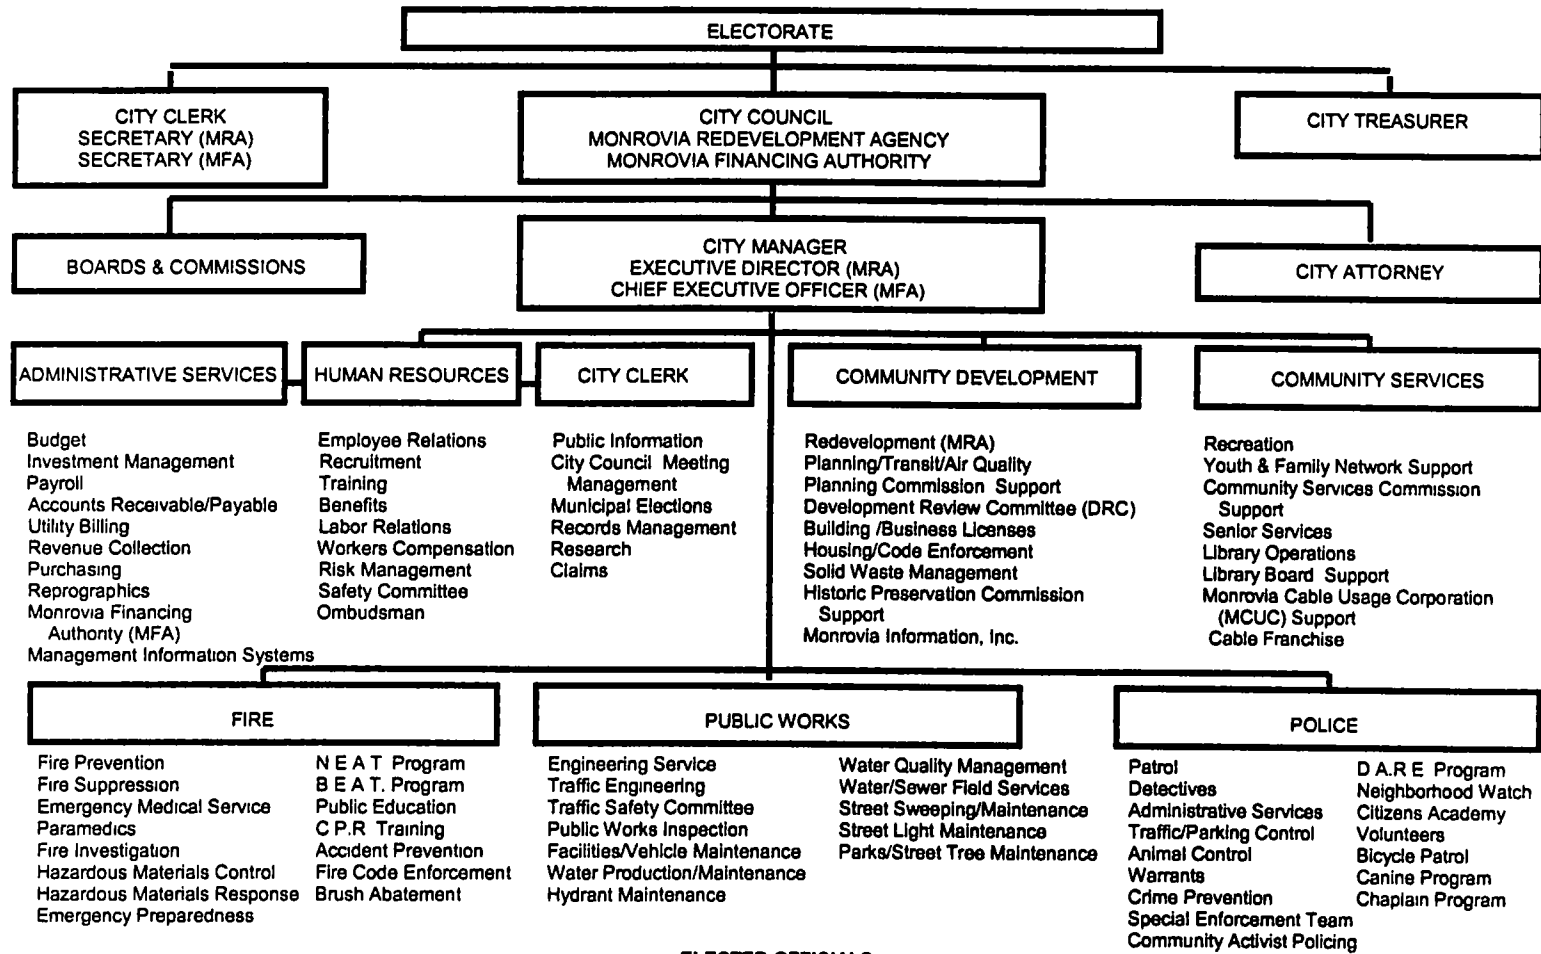 ELECTORATE
CITY CLERK
SECRETARY (MRA)
SECRETARY (MFA)
CITY COUNCIL
MONROVIA REDEVELOPMENT AGENCY
MONROVIA FINANCING AUTHORITY
CITY TREASURER
BOARDS & COMMISSIONS
CITY MANAGER
EXECUTIVE DIRECTOR (MRA)
CHIEF EXECUTIVE OFFICER (MFA)
CITY ATTORNEY
ADMINISTRATIVE SERVICES
Budget
Investment Management
Payroll
Accounts Receivable/Payable
Utility Billing
Revenue Collection
Purchasing
Reprographics
Monrovia Financing
Authority (MFA)
Management Information Systems
HUMAN RESOURCES
Employee Relations
Recruitment
Training
Benefits
Labor Relations
Workers Compensation
Risk Management
Safety Committee
Ombudsman
CITY CLERK
Public Information
City Council Meeting
Management
Municipal Elections
Records Management
Research
Claims
COMMUNITY DEVELOPMENT
Redevelopment (MRA)
Planning/Transit/Air Quality
Planning Commission Support
Development Review Committee (DRC)
Building /Business Licenses
Housing/Code Enforcement
Solid Waste Management
Historic Preservation Commission
Support
Monrovia Information, Inc.
COMMUNITY SERVICES
Recreation
Youth & Family Network Support
Community Services Commission
Support
Senior Services
Library Operations
Library Board Support
Monrovia Cable Usage Corporation
(MCUC) Support
Cable Franchise
FIRE
Fire Prevention
Fire Suppression
Emergency Medical Service
Paramedics
Fire Investigation
Hazardous Materials Control
Hazardous Materials Response
Emergency Preparedness
N E A T Program
B E A T. Program
Public Education
C P.R Training
Accident Prevention
Fire Code Enforcement
Brush Abatement
PUBLIC WORKS
Engineering Service
Traffic Engineering
Traffic Safety Committee
Public Works Inspection
Facilities/Vehicle Maintenance
Water Production/Maintenance
Hydrant Maintenance
Water Quality Management
Water/Sewer Field Services
Street Sweeping/Maintenance
Street Light Maintenance
Parks/Street Tree Maintenance
POLICE
Patrol
Detectives
Administrative Services
Traffic/Parking Control
Animal Control
Warrants
Crime Prevention
Special Enforcement Team
Community Activist Policing
D A.R E Program
Neighborhood Watch
Citizens Academy
Volunteers
Bicycle Patrol
Canine Program
Chaplain Program